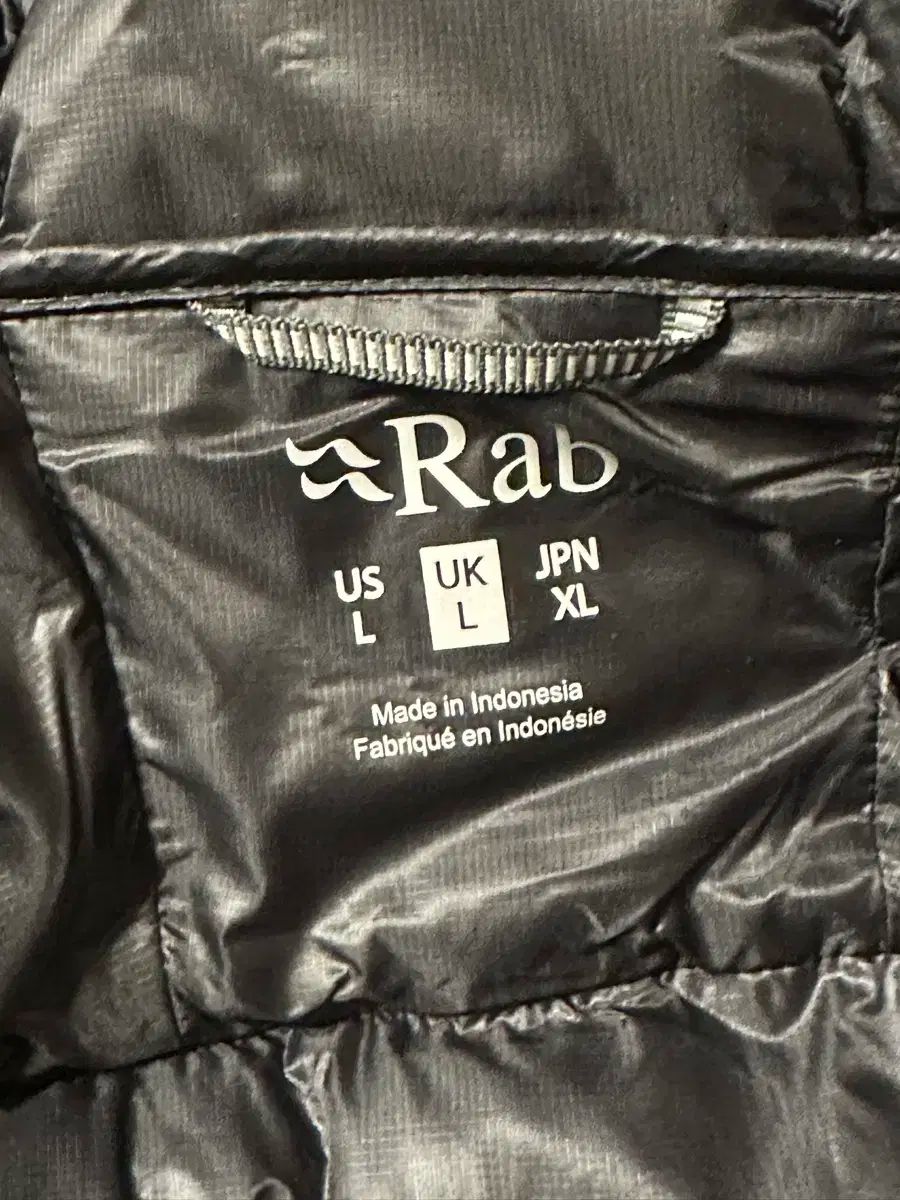 Rab
US UK JPN
L L XL
Made in Indonesia
Fabriqué en Indonésie